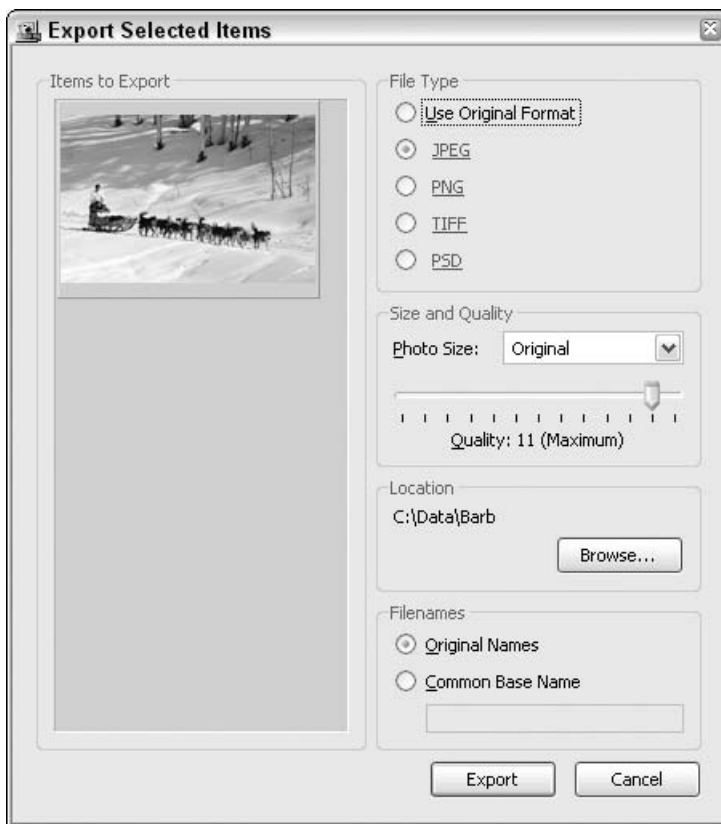 Export Selected Items
Items to Export
File Type
Use Original Format
JPEG
PNG
TIFF
PSD
Size and Quality
Photo Size: Original
Quality: 11 (Maximum)
Location
C:\Data\Barb
Browse...
Filenames
Original Names
Common Base Name
Export Cancel